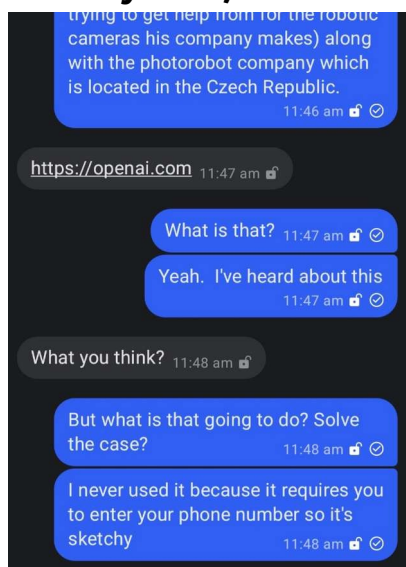 trying to get help from for the robotic
cameras his company makes) along
with the photorobot company which
is located in the Czech Republic.
11:46 am
https://openai.com 11:47 am
What is that? 11:47 am
Yeah. I've heard about this
11:47 am
What you think? 11:48 am
But what is that going to do? Solve
the case? 11:48 am
I never used it because it requires you
to enter your phone number so it's
sketchy 11:48 am